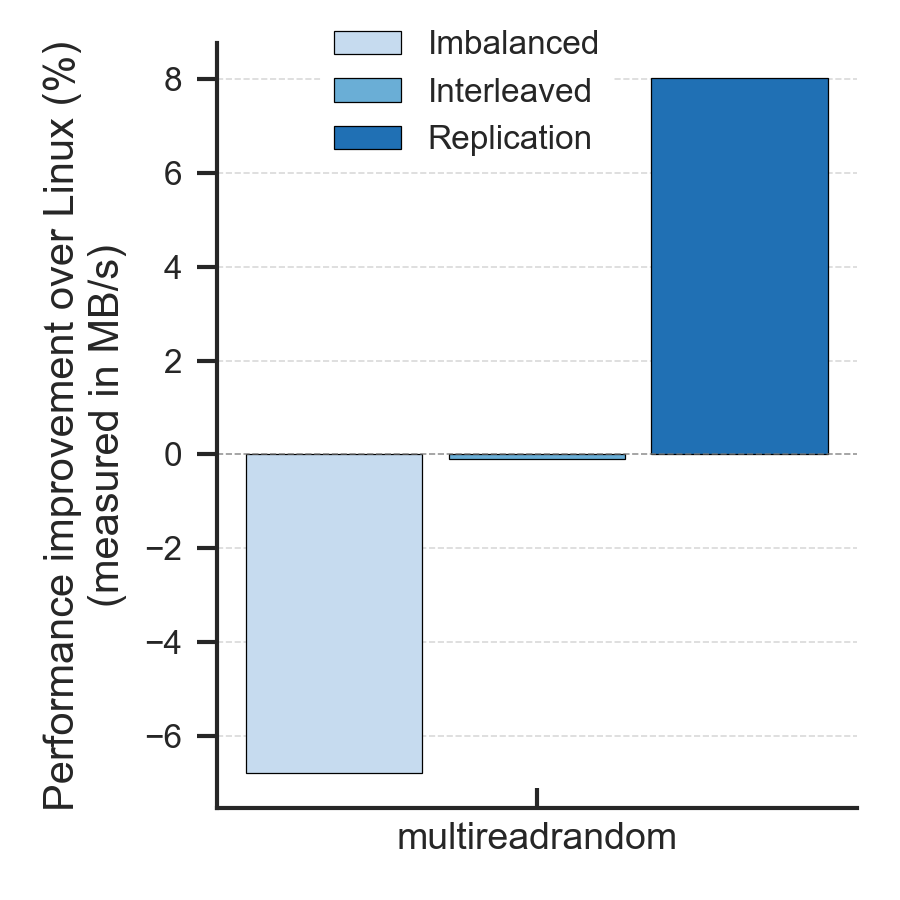 Performance improvement over Linux (%)
(measured in MB/s)
Imbalanced
Interleaved
Replication
8
6
4
2
0
−2
−4
−6
multireadrandom